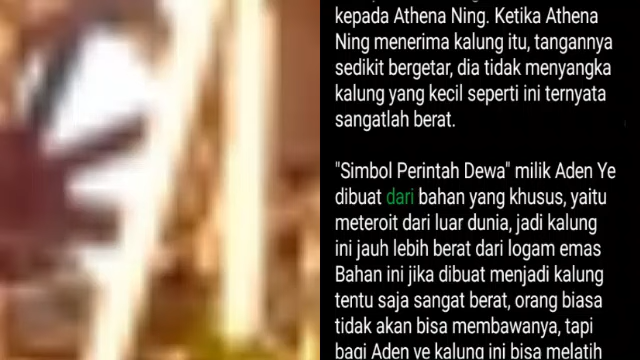 kepada Athena Ning. Ketika Athena
Ning menerima kalung itu, tangannya
sedikit bergetar, dia tidak menyangka
kalung yang kecil seperti ini ternyata
sangatlah berat.
"Simbol Perintah Dewa" milik Aden Ye
dibuat dari bahan yang khusus, yaitu
meteroit dari luar dunia, jadi kalung
ini jauh lebih berat dari logam emas
Bahan ini jika dibuat menjadi kalung
tentu saja sangat berat, orang biasa
tidak akan bisa membawanya, tapi
bagi Aden ye kalung ini bisa melatih